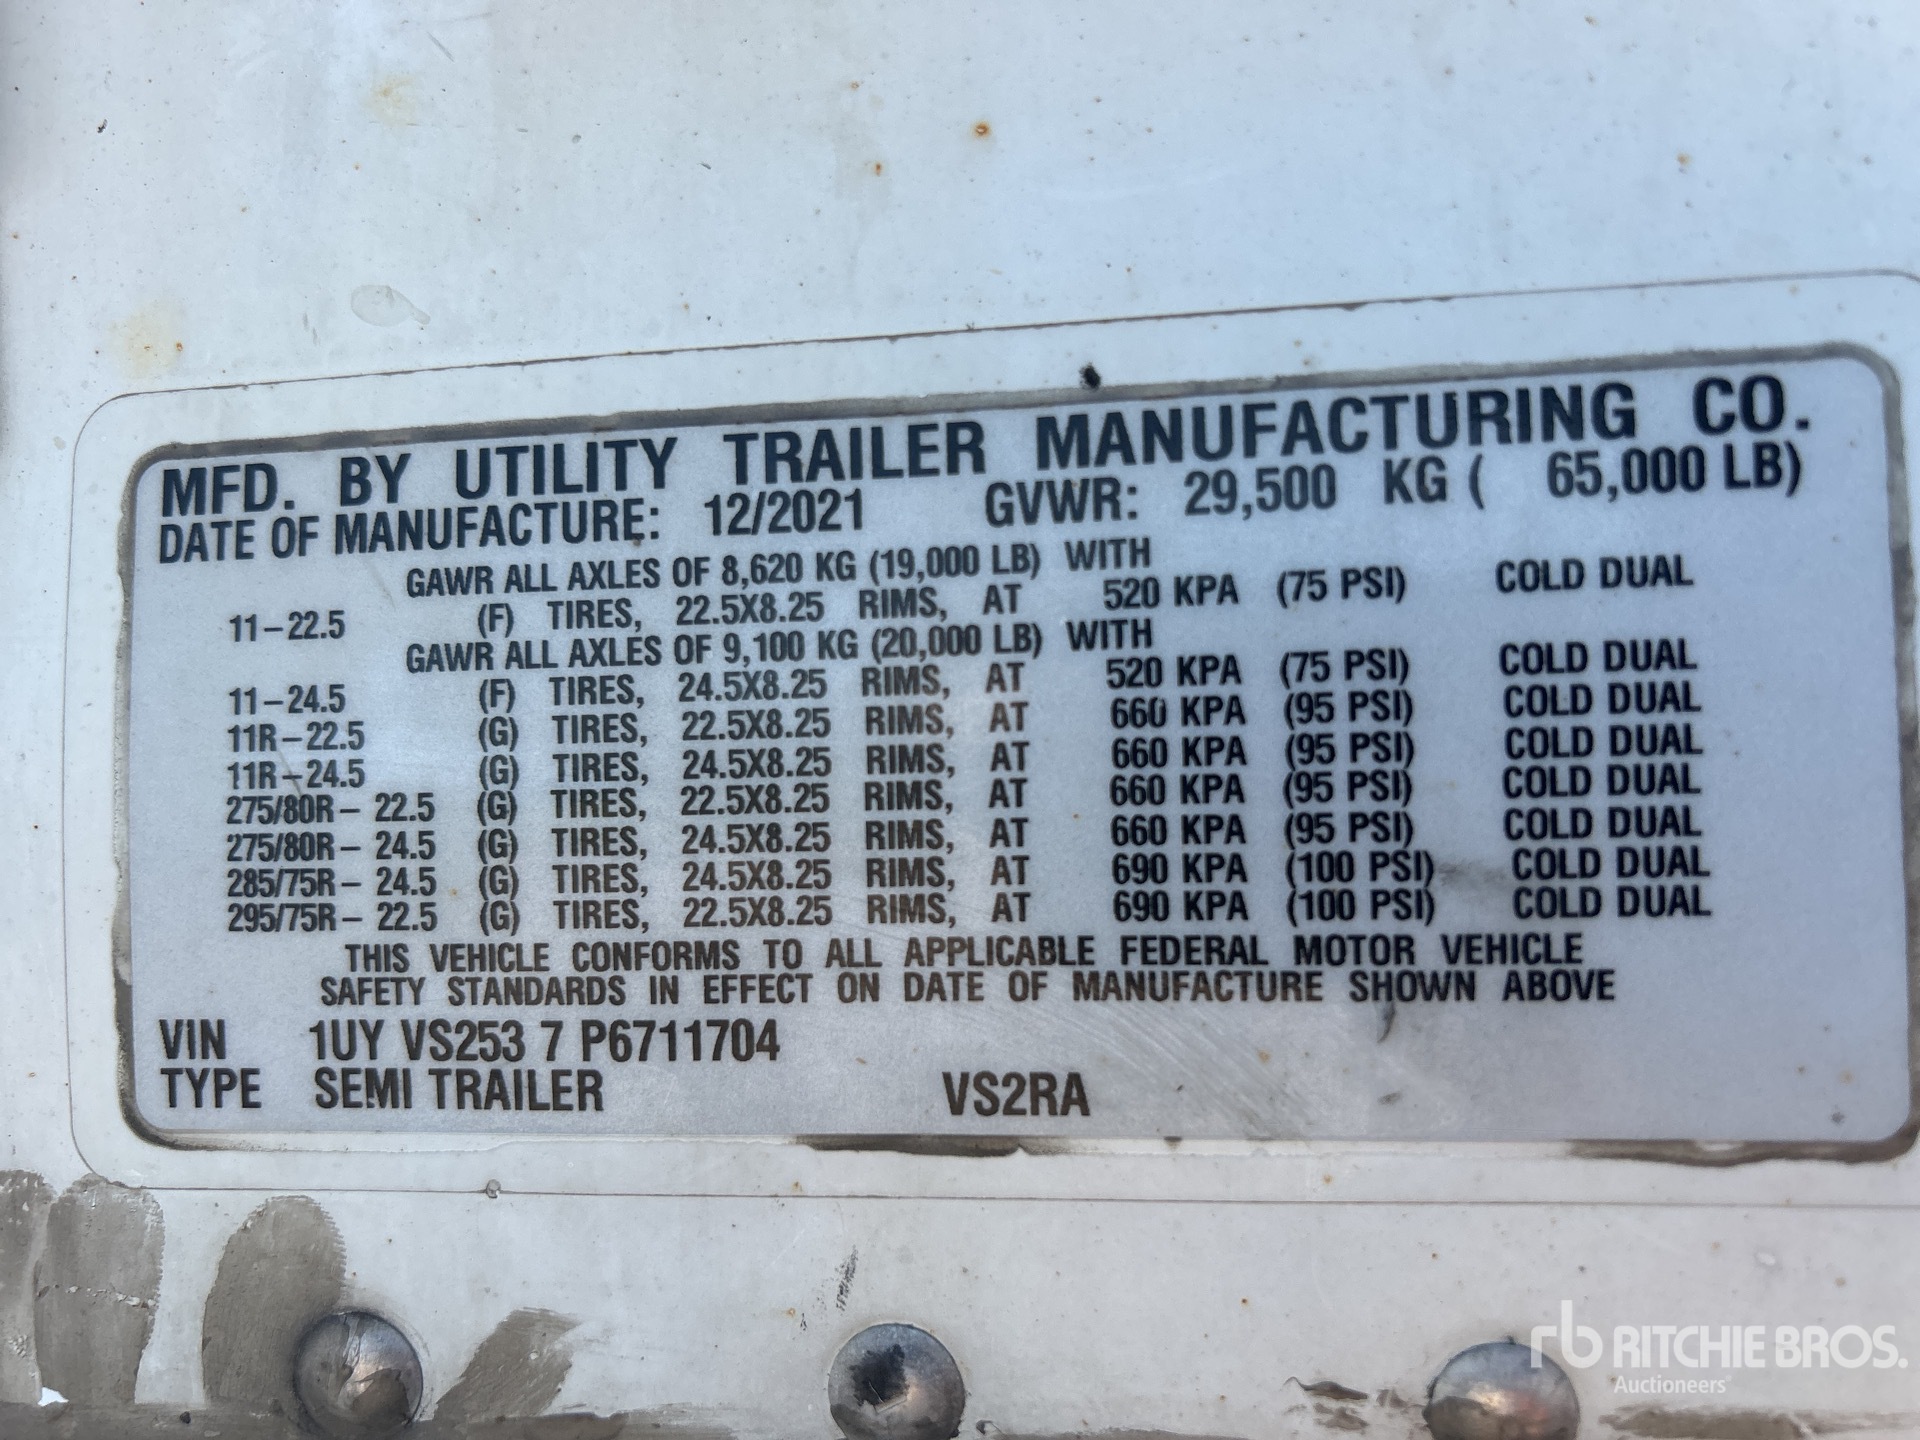 MFD. BY UTILITY TRAILER MANUFACTURING CO.
DATE OF MANUFACTURE: 12/2021 GVWR: 29,500 KG ( 65,000 LB)
GAWR ALL AXLES OF 8,620 KG (19,000 LB) WITH
11-22.5 (F) TIRES, 22.5X8.25 RIMS, AT 520 KPA (75 PSI) COLD DUAL
GAWR ALL AXLES OF 9,100 KG (20,000 LB) WITH
11-24.5 (F) TIRES, 24.5X8.25 RIMS, AT 520 KPA (75 PSI) COLD DUAL
11R-22.5 (G) TIRES, 22.5X8.25 RIMS, AT 660 KPA (95 PSI) COLD DUAL
11R-24.5 (G) TIRES, 24.5X8.25 RIMS, AT 660 KPA (95 PSI) COLD DUAL
275/80R- 22.5 (G) TIRES, 22.5X8.25 RIMS, AT 660 KPA (95 PSI) COLD DUAL
275/80R- 24.5 (G) TIRES, 24.5X8.25 RIMS, AT 660 KPA (95 PSI) COLD DUAL
285/75R- 24.5 (G) TIRES, 24.5X8.25 RIMS, AT 690 KPA (100 PSI) COLD DUAL
295/75R- 22.5 (G) TIRES, 22.5X8.25 RIMS, AT 690 KPA (100 PSI) COLD DUAL
THIS VEHICLE CONFORMS TO ALL APPLICABLE FEDERAL MOTOR VEHICLE
SAFETY STANDARDS IN EFFECT ON DATE OF MANUFACTURE SHOWN ABOVE
VIN 1UY VS253 7 P6711704
TYPE SEMI TRAILER VS2RA
rb RITCHIE BROS.
Auctioneers